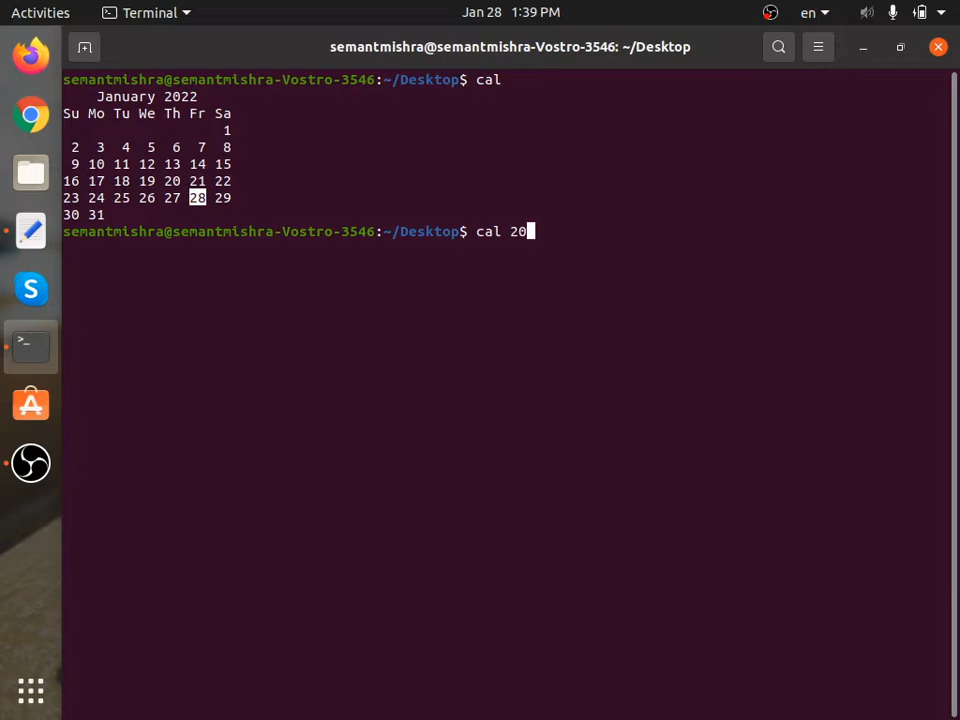 Activities Terminal Jan 28 1:39 PM en
semantmishra@semantmishra-Vostro-3546: ~/Desktop
semantmishra@semantmishra-Vostro-3546:~/Desktop$ cal
January 2022
Su Mo Tu We Th Fr Sa
1
2 3 4 5 6 7 8
9 10 11 12 13 14 15
16 17 18 19 20 21 22
23 24 25 26 27 28 29
30 31
semantmishra@semantmishra-Vostro-3546:~/Desktop$ cal 20